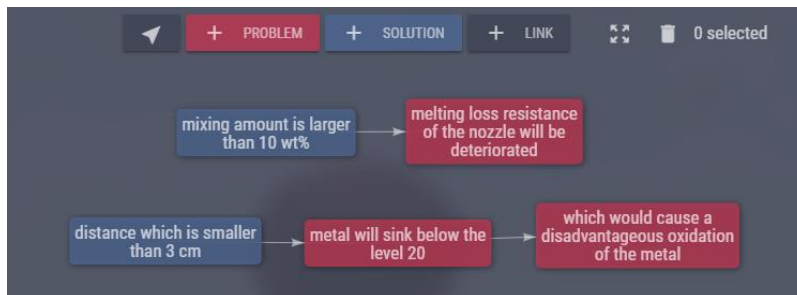 PROBLEM
SOLUTION
LINK
0 selected
mixing amount is larger
than 10 wt%
melting loss resistance
of the nozzle will be
deteriorated
distance which is smaller
than 3 cm
metal will sink below the
level 20
which would cause a
disadvantageous oxidation
of the metal